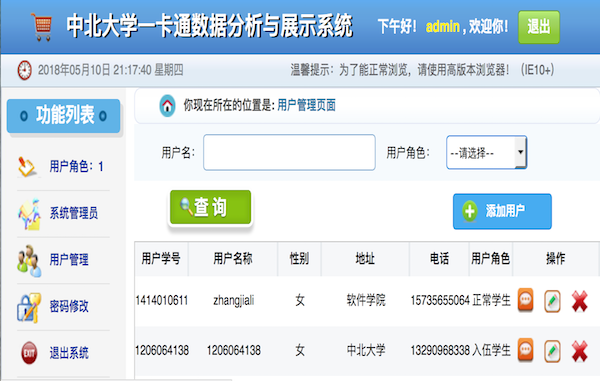 中北大学一卡通数据分析与展示系统 下午好！ admin , 欢迎你！ 退出
2018年05月10日 21:17:40 星期四 温馨提示：为了能正常浏览，请使用高版本浏览器！（IE10+）
功能列表
用户角色：1
系统管理员
用户管理
密码修改
EXIT 退出系统
你现在所在的位置是: 用户管理页面
用户名： 用户角色： --请选择--
查 询 添加用户
用户学号 用户名称 性别 地址 电话 用户角色 操作
1414010611 zhangjiali 女 软件学院 15735655064 正常学生
1206064138 1206064138 女 中北大学 13290968338 入伍学生